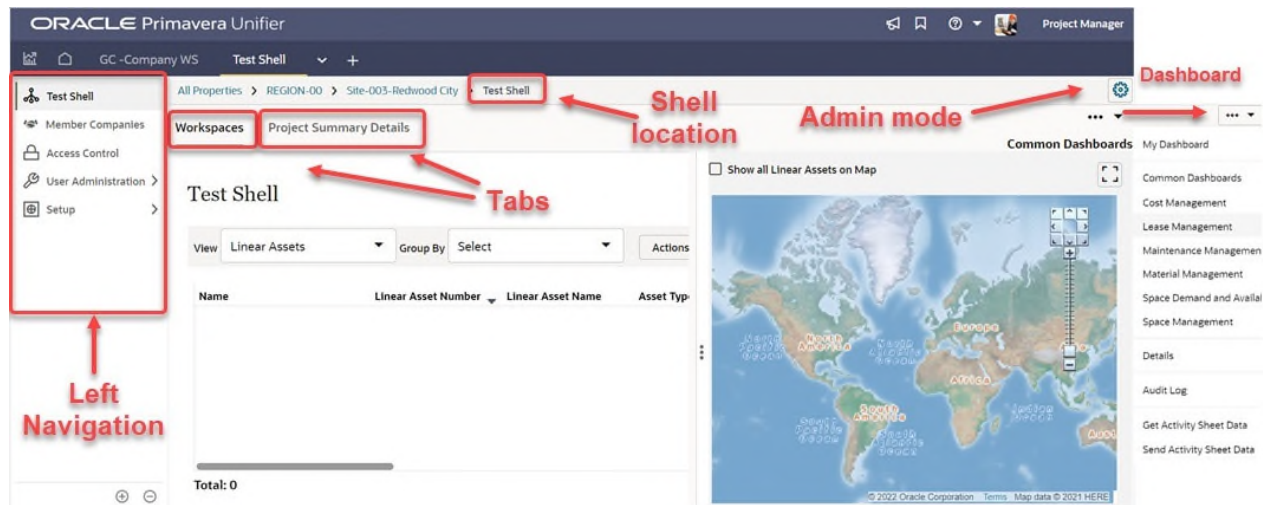 ORACLE Primavera Unifier
Project Manager
GC -Company WS Test Shell
Test Shell
Member Companies
Access Control
User Administration
Setup
Left
Navigation
All Properties > REGION-00 > Site-003-Redwood City > Test Shell
Shell
location
Admin mode
Dashboard
Workspaces Project Summary Details
Tabs
Common Dashboards
Test Shell
View Linear Assets Group By Select Actions
Name Linear Asset Number Linear Asset Name Asset Typ
Total: 0
Show all Linear Assets on Map
North
America
Europe
Africa
South
America
© 2022 Oracle Corporation Terms Map data © 2021 HERE
My Dashboard
Common Dashboards
Cost Management
Lease Management
Maintenance Managemen
Material Management
Space Demand and Availa
Space Management
Details
Audit Log
Get Activity Sheet Data
Send Activity Sheet Data